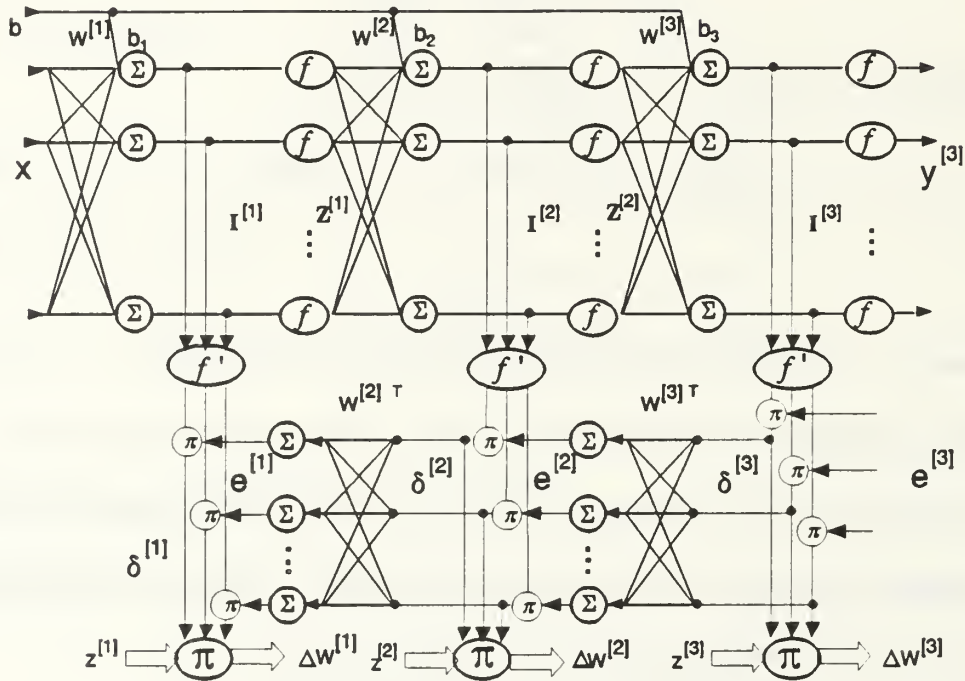 b W^[1] b₁ W^[2] b₂ W^[3] b₃
Σ f Σ f Σ f
Σ f Σ f Σ f
x y^[3]
I^[1] z^[1] I^[2] z^[2] I^[3]
⋮ ⋮ ⋮
Σ f Σ f Σ f
f' f' f'
W^[2] T W^[3] T
π
π Σ π Σ
e^[1] δ^[2] e^[2] δ^[3] π e^[3]
π Σ π Σ
π
δ^[1] ⋮ ⋮
π Σ π Σ
z^[1] Π ΔW^[1] z^[2] Π ΔW^[2] z^[3] Π ΔW^[3]